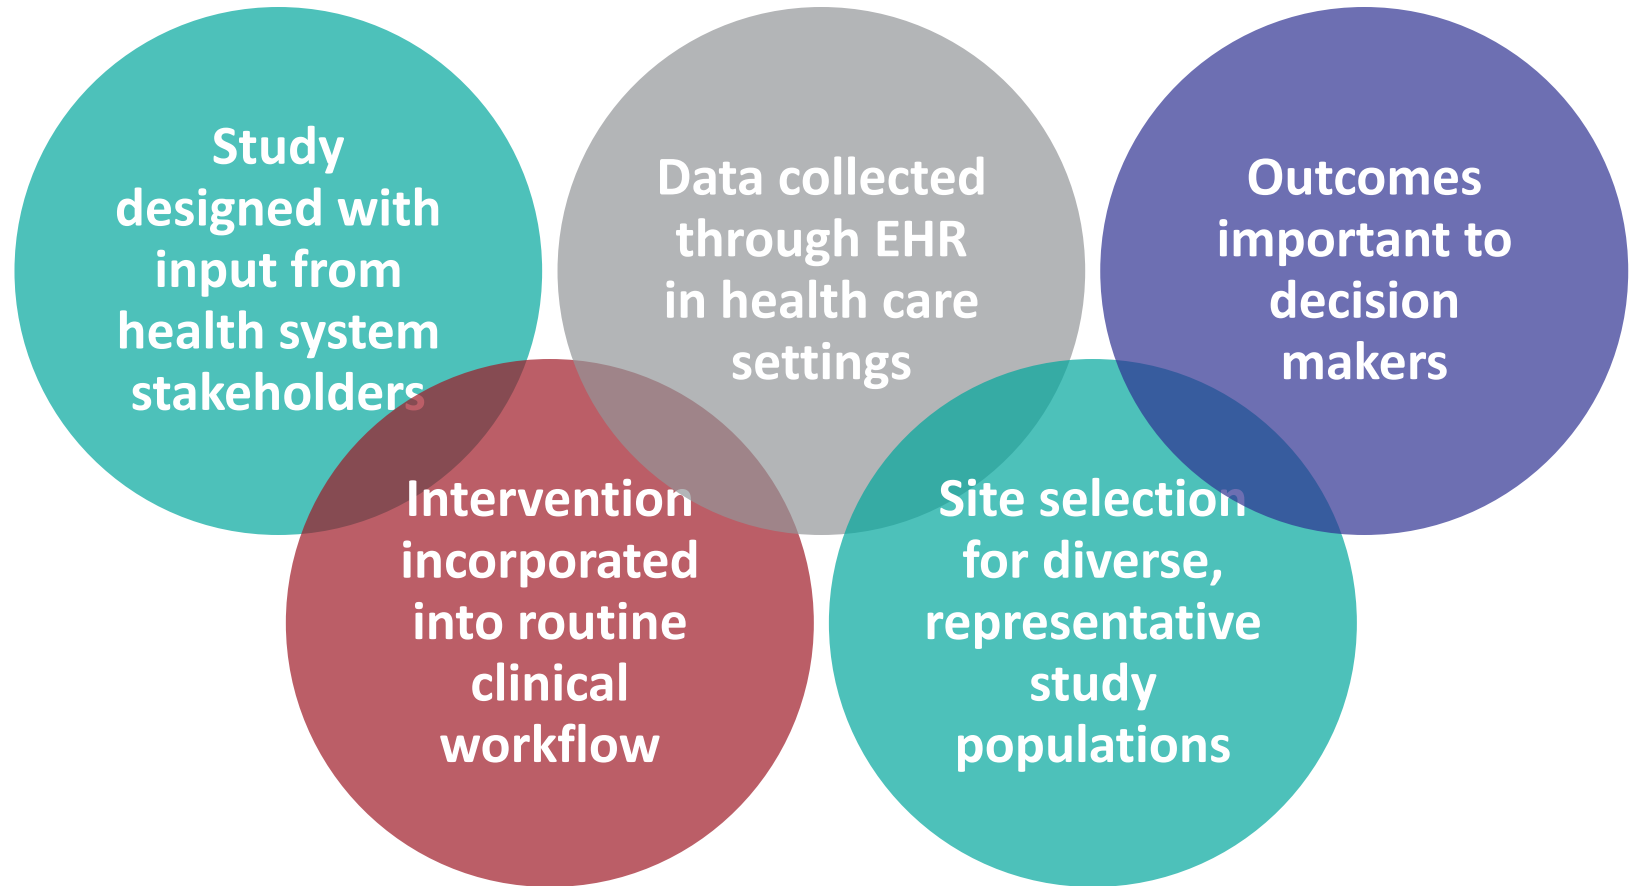 Study
designed with
input from
health system
stakeholders
Intervention
incorporated
into routine
clinical
workflow
Data collected
through EHR
in health care
settings
Site selection
for diverse,
representative
study
populations
Outcomes
important to
decision
makers